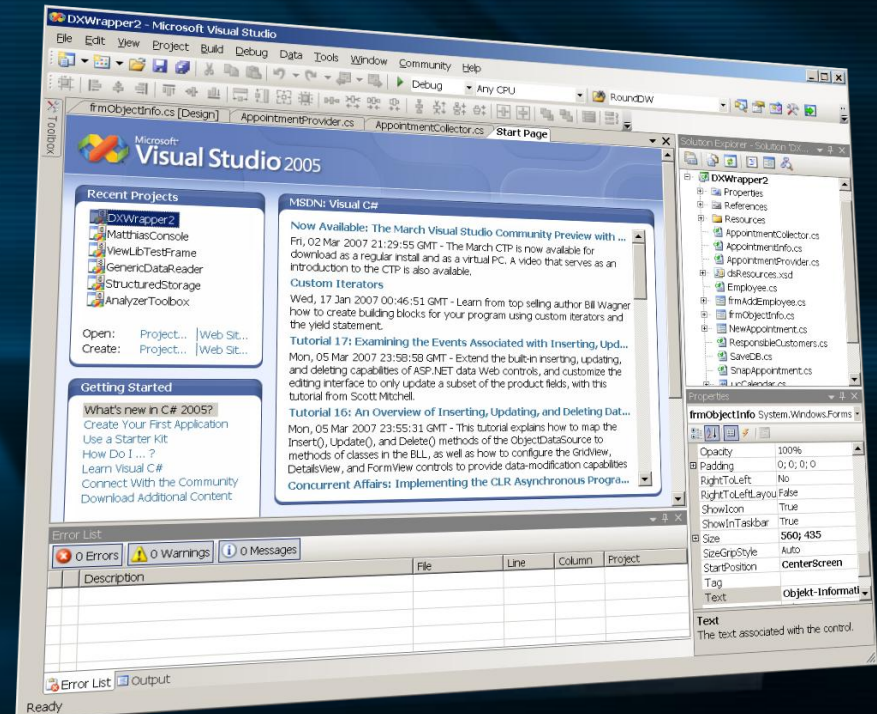 DXWrapper2 - Microsoft Visual Studio
File Edit View Project Build Debug Data Tools Window Community Help
Debug Any CPU RoundDW
Toolbox
frmObjectInfo.cs [Design] AppointmentProvider.cs AppointmentCollector.cs Start Page
Microsoft
Visual Studio 2005
Recent Projects
DXWrapper2
MatthiasConsole
ViewLibTestFrame
GenericDataReader
StructuredStorage
AnalyzerToolbox
Open: Project... Web Sit...
Create: Project... Web Sit...
Getting Started
What's new in C# 2005?
Create Your First Application
Use a Starter Kit
How Do I ... ?
Learn Visual C#
Connect With the Community
Download Additional Content
MSDN: Visual C#
Now Available: The March Visual Studio Community Preview with ...
Fri, 02 Mar 2007 21:29:55 GMT - The March CTP is now available for
download as a regular install and as a virtual PC. A video that serves as an
introduction to the CTP is also available.
Custom Iterators
Wed, 17 Jan 2007 00:46:51 GMT - Learn from top selling author Bill Wagner
how to create building blocks for your program using custom iterators and
the yield statement.
Tutorial 17: Examining the Events Associated with Inserting, Upd...
Mon, 05 Mar 2007 23:58:58 GMT - Extend the built-in inserting, updating,
and deleting capabilities of ASP.NET data Web controls, and customize the
editing interface to only update a subset of the product fields, with this
tutorial from Scott Mitchell.
Tutorial 16: An Overview of Inserting, Updating, and Deleting Dat...
Mon, 05 Mar 2007 23:55:31 GMT - This tutorial explains how to map the
Insert(), Update(), and Delete() methods of the ObjectDataSource to
methods of classes in the BLL, as well as how to configure the GridView,
DetailsView, and FormView controls to provide data-modification capabilities
Concurrent Affairs: Implementing the CLR Asynchronous Progra...
Solution Explorer - Solution 'DX...
DXWrapper2
Properties
References
Resources
AppointmentCollector.cs
AppointmentInfo.cs
AppointmentProvider.cs
dsResources.xsd
Employee.cs
frmAddEmployee.cs
frmObjectInfo.cs
NewAppointment.cs
ResponsibleCustomers.cs
SaveDB.cs
SnapAppointment.cs
ucCalendar.cs
Properties
frmObjectInfo System.Windows.Forms
Opacity 100%
Padding 0; 0; 0; 0
RightToLeft No
RightToLeftLayou False
ShowIcon True
ShowInTaskbar True
Size 560; 435
SizeGripStyle Auto
StartPosition CenterScreen
Tag
Text Objekt-Informati
Text
The text associated with the control.
Error List
0 Errors 0 Warnings 0 Messages
Description File Line Column Project
Error List Output
Ready